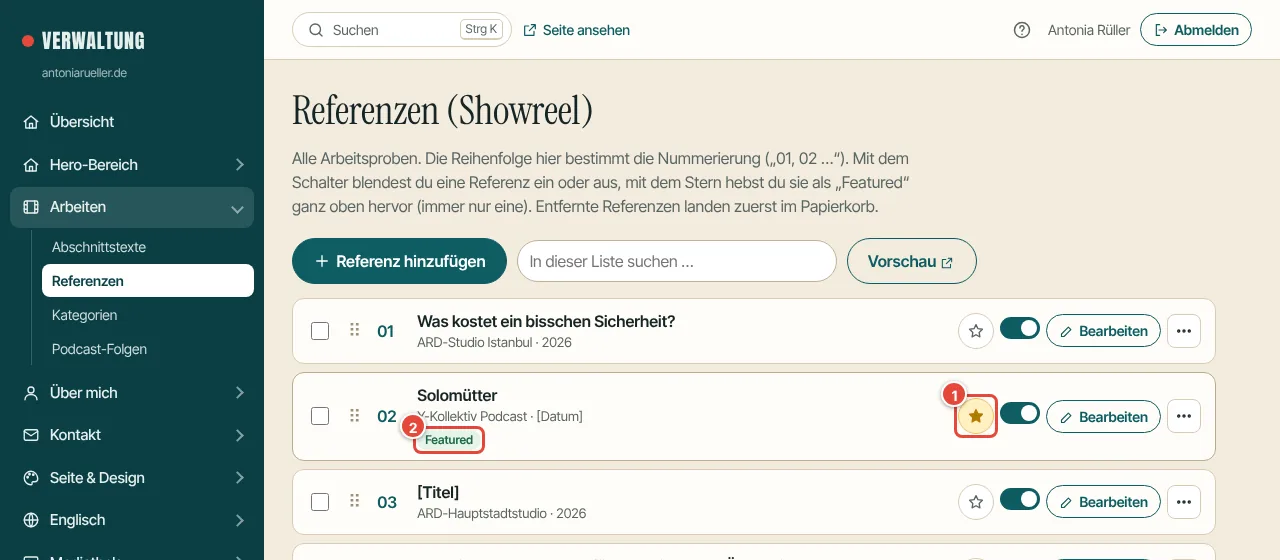 VERWALTUNG
antoniarueller.de
Übersicht
Hero-Bereich
Arbeiten
Abschnittstexte
Referenzen
Kategorien
Podcast-Folgen
Über mich
Kontakt
Seite & Design
Englisch
Suchen
Strg K
Seite ansehen
Antonia Rüller
Abmelden
Referenzen (Showreel)
Alle Arbeitsproben. Die Reihenfolge hier bestimmt die Nummerierung („01, 02 …“). Mit dem
Schalter blendest du eine Referenz ein oder aus, mit dem Stern hebst du sie als „Featured“
ganz oben hervor (immer nur eine). Entfernte Referenzen landen zuerst im Papierkorb.
+ Referenz hinzufügen
In dieser Liste suchen …
Vorschau
01
Was kostet ein bisschen Sicherheit?
ARD-Studio Istanbul · 2026
Bearbeiten
02
Solomütter
Y-Kollektiv Podcast · [Datum]
2
Featured
1
Bearbeiten
03
[Titel]
ARD-Hauptstadtstudio · 2026
Bearbeiten